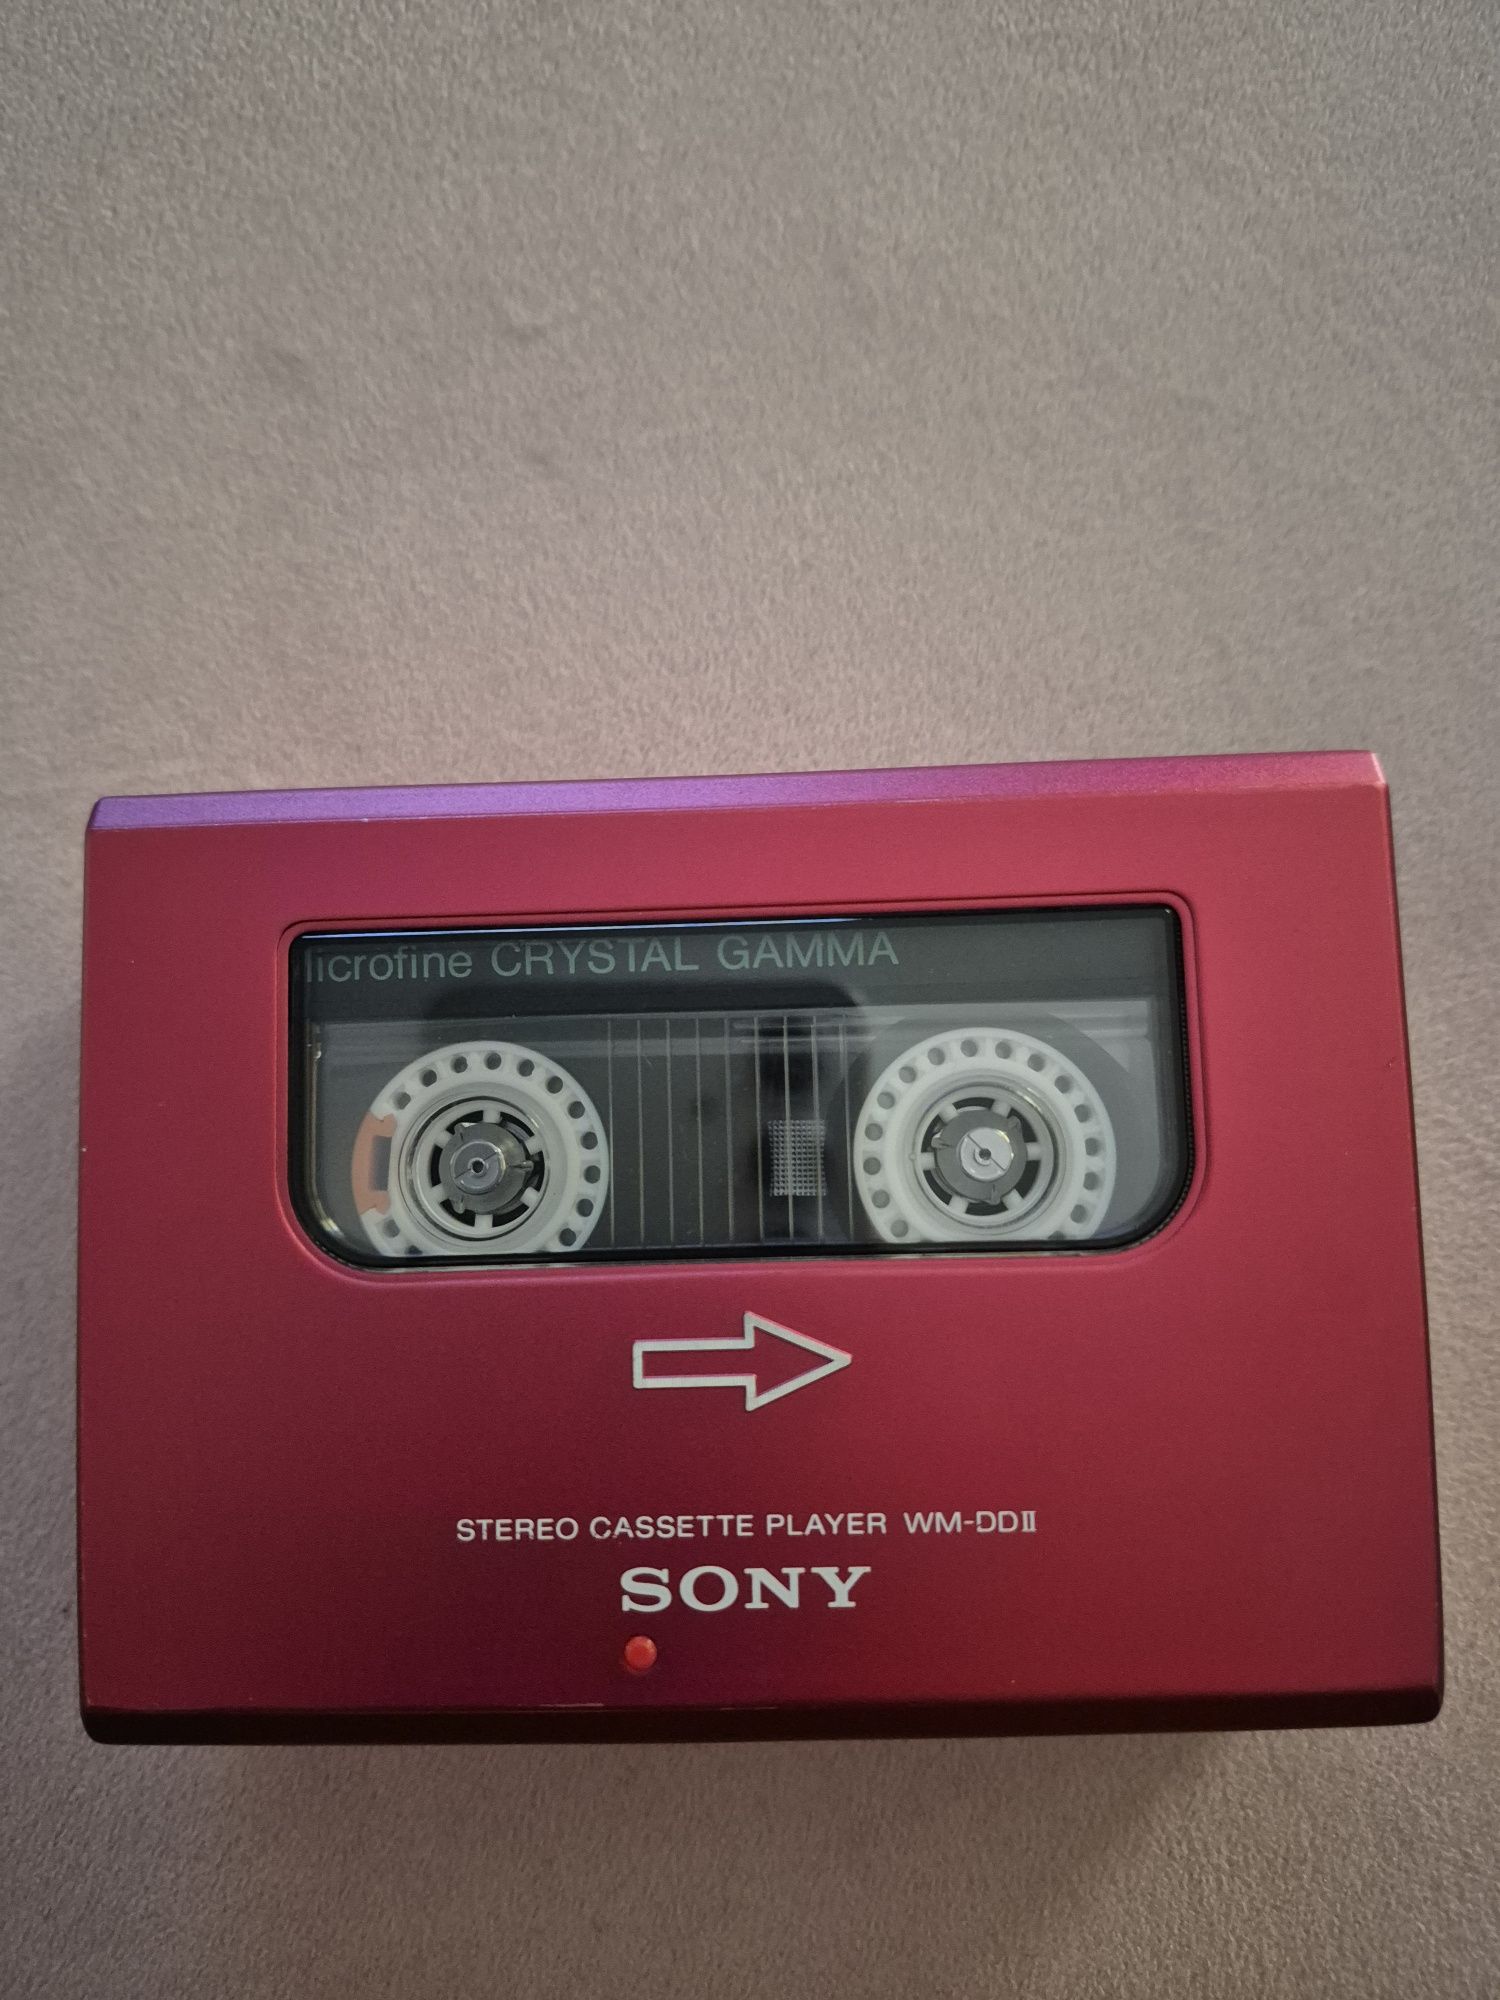 icrofine CRYSTAL GAMMA
STEREO CASSETTE PLAYER WM-DDII
SONY